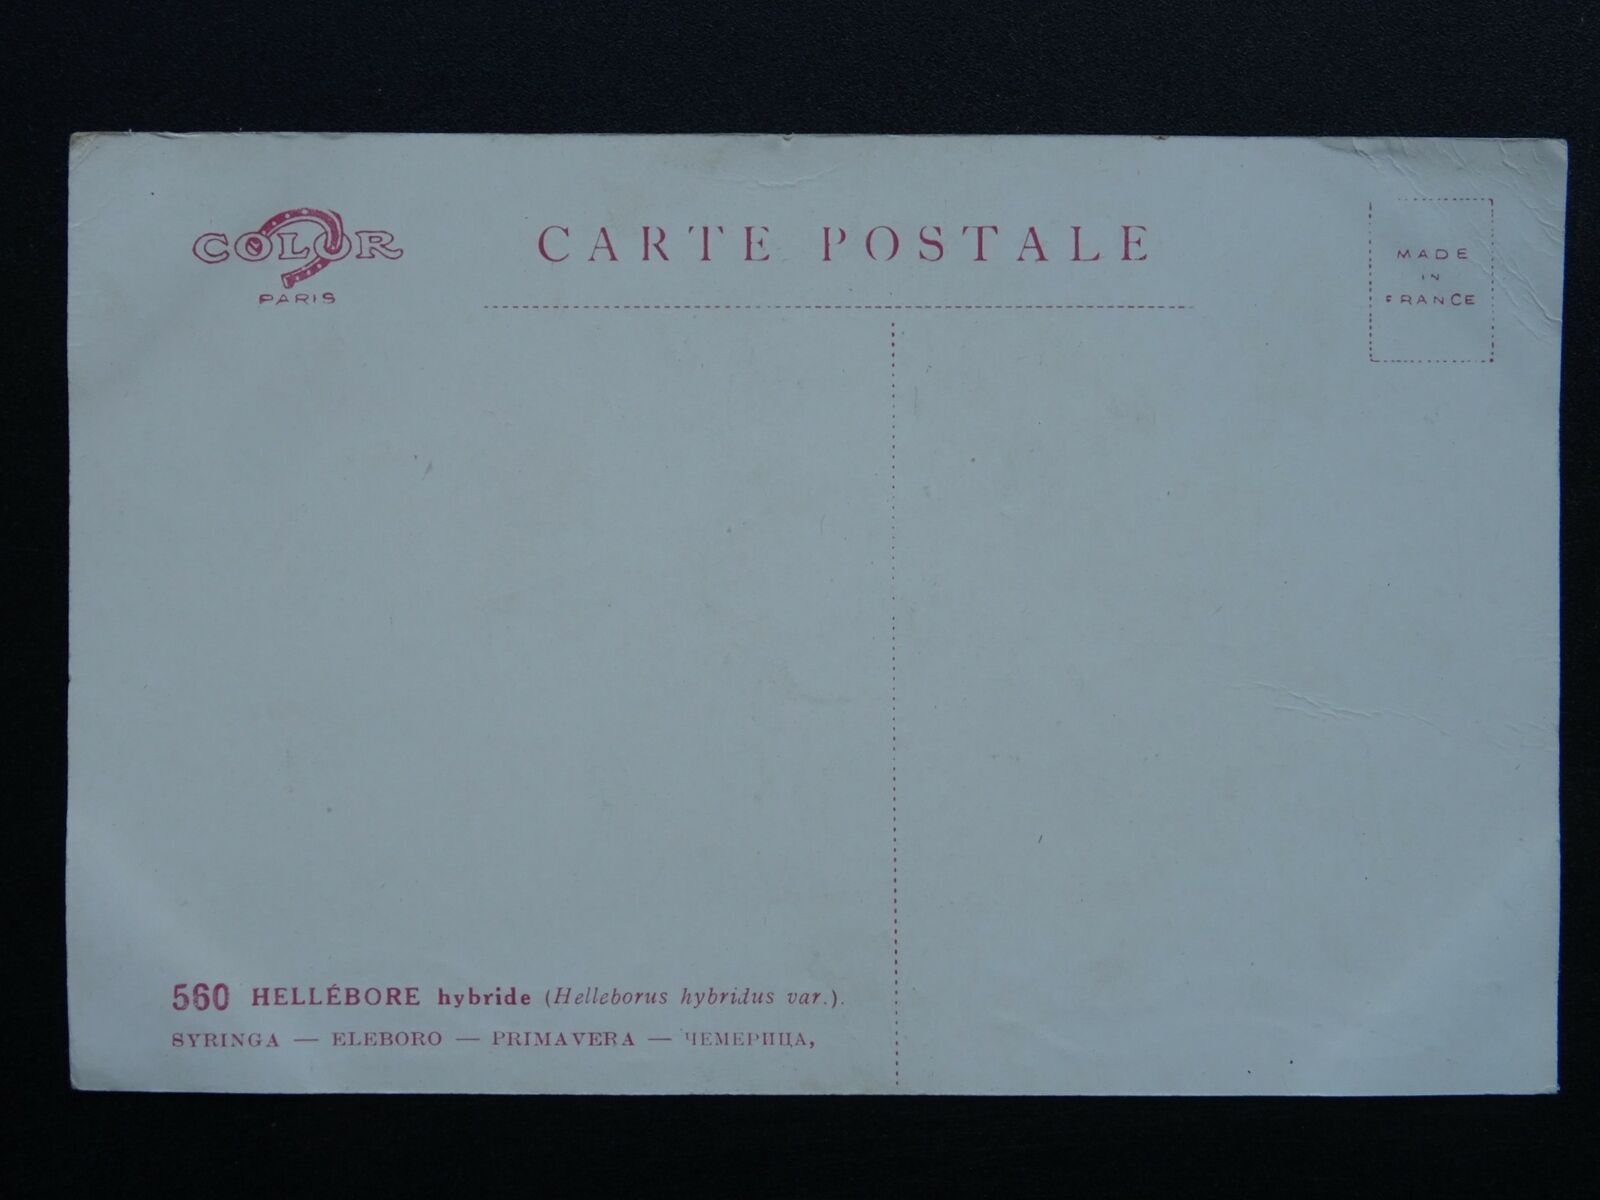 COLOR
PARIS
CARTE POSTALE
MADE
IN
FRANCE
560 HELLÉBORE hybride (Helleborus hybridus var.).
SYRINGA — ELEBORO — PRIMAVERA — ЧЕМЕРИЦА,